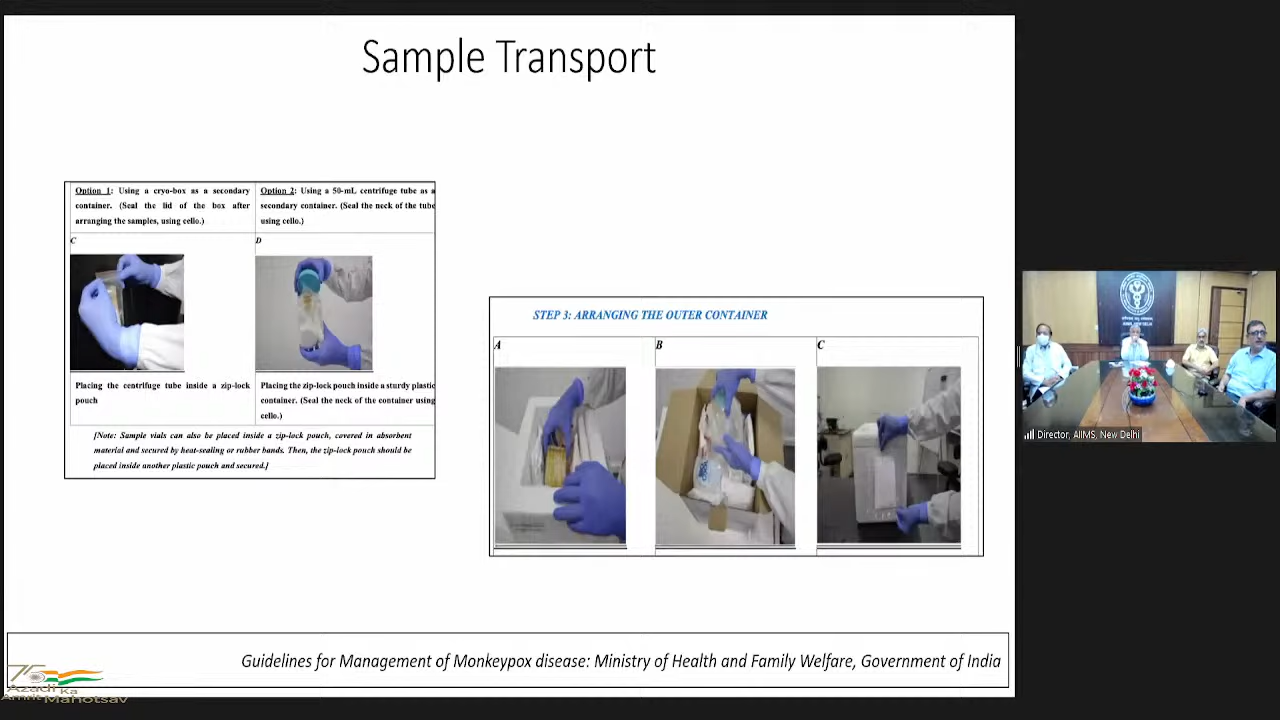 Sample Transport
Option 1: Using a cryo-box as a secondary
container. (Seal the lid of the box after
arranging the samples, using cello.)
Option 2: Using a 50-mL centrifuge tube as a
secondary container. (Seal the neck of the tube
using cello.)
C
D
Placing the centrifuge tube inside a zip-lock
pouch
Placing the zip-lock pouch inside a sturdy plastic
container. (Seal the neck of the container using
cello.)
[Note: Sample vials can also be placed inside a zip-lock pouch, covered in absorbent
material and secured by heat-sealing or rubber bands. Then, the zip-lock pouch should be
placed inside another plastic pouch and secured.]
STEP 3: ARRANGING THE OUTER CONTAINER
A
B
C
Director, AIIMS, New Delhi
Guidelines for Management of Monkeypox disease: Ministry of Health and Family Welfare, Government of India
75
Azadi Ka
Amrit Mahotsav